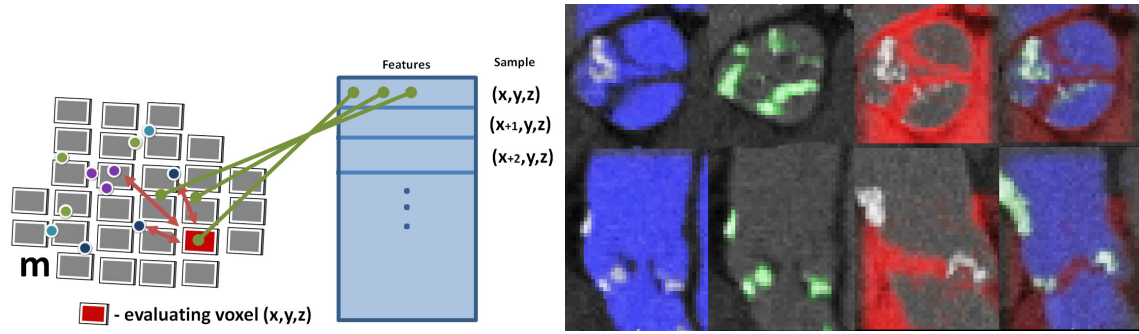 Features
Sample
(x,y,z)
(x+1,y,z)
(x+2,y,z)
m
- evaluating voxel (x,y,z)